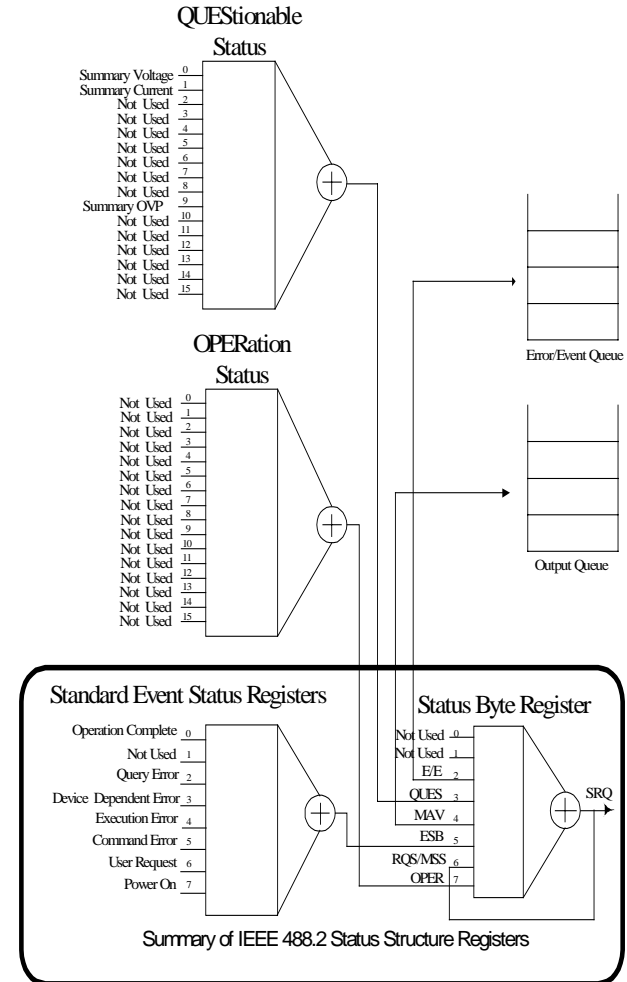 QUEStionable
Status
Summary Voltage 0
Summary Current 1
Not Used 2
Not Used 3
Not Used 4
Not Used 5
Not Used 6
Not Used 7
Not Used 8
Summary OVP 9
Not Used 10
Not Used 11
Not Used 12
Not Used 13
Not Used 14
Not Used 15
Error/Event Queue
OPERation
Status
Not Used 0
Not Used 1
Not Used 2
Not Used 3
Not Used 4
Not Used 5
Not Used 6
Not Used 7
Not Used 8
Not Used 9
Not Used 10
Not Used 11
Not Used 12
Not Used 13
Not Used 14
Not Used 15
Output Queue
Standard Event Status Registers
Operation Complete 0
Not Used 1
Query Error 2
Device Dependent Error 3
Execution Error 4
Command Error 5
User Request 6
Power On 7
Status Byte Register
Not Used 0
Not Used 1
E/E 2
QUES 3
MAV 4
ESB 5
RQS/MSS 6
OPER 7
SRQ
Summary of IEEE 488.2 Status Structure Registers